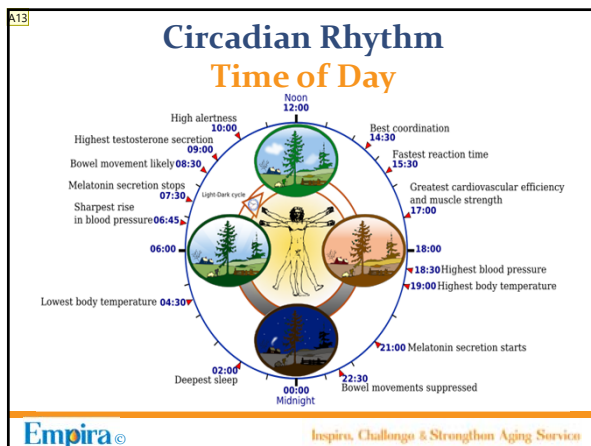 A13
Circadian Rhythm
Time of Day
Noon
12:00
High alertness
10:00
Highest testosterone secretion
09:00
Bowel movement likely 08:30
Melatonin secretion stops
07:30
Sharpest rise
in blood pressure 06:45
06:00
Lowest body temperature 04:30
02:00
Deepest sleep
00:00
Midnight
Light-Dark cycle
Best coordination
14:30
Fastest reaction time
15:30
Greatest cardiovascular efficiency
and muscle strength
17:00
18:00
18:30 Highest blood pressure
19:00 Highest body temperature
21:00 Melatonin secretion starts
22:30
Bowel movements suppressed
Empira ©
Inspire, Challenge & Strengthen Aging Service